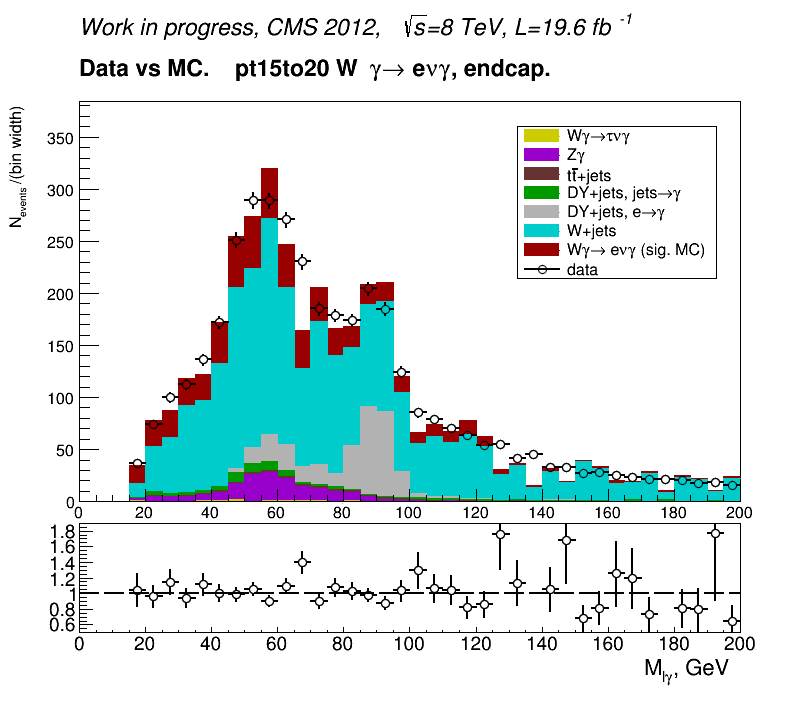 Work in progress, CMS 2012, √s=8 TeV, L=19.6 fb -1
Data vs MC. pt15to20 W γ→ eνγ, endcap.
N events /(bin width)
350
300
250
200
150
100
50
0
Wγ→τνγ
Zγ
tt̄+jets
DY+jets, jets→γ
DY+jets, e→γ
W+jets
Wγ→ eνγ (sig. MC)
data
0 20 40 60 80 100 120 140 160 180 200
1.8
1.6
1.4
1.2
1
0.8
0.6
0 20 40 60 80 100 120 140 160 180 200
M lγ, GeV